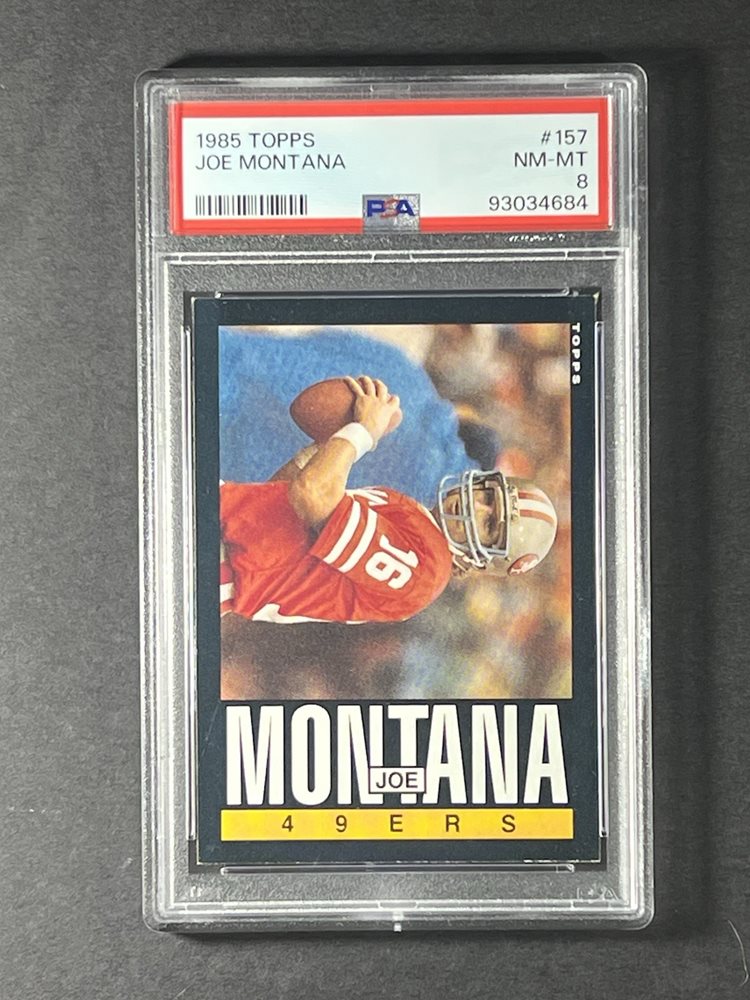 1985 TOPPS #157
JOE MONTANA NM-MT
8
PSA 93034684
TOPPS
16
MONTANA
JOE
49ERS